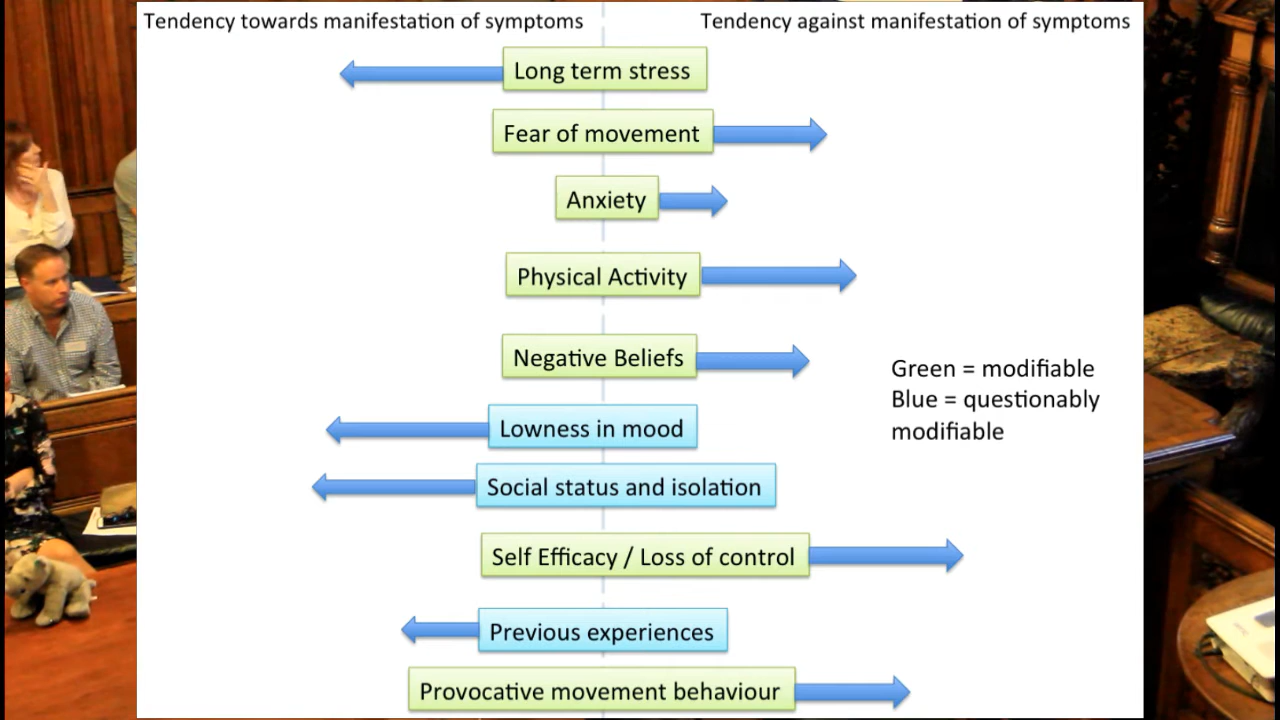 Tendency towards manifestation of symptoms
Tendency against manifestation of symptoms
Long term stress
Fear of movement
Anxiety
Physical Activity
Negative Beliefs
Green = modifiable
Blue = questionably
modifiable
Lowness in mood
Social status and isolation
Self Efficacy / Loss of control
Previous experiences
Provocative movement behaviour